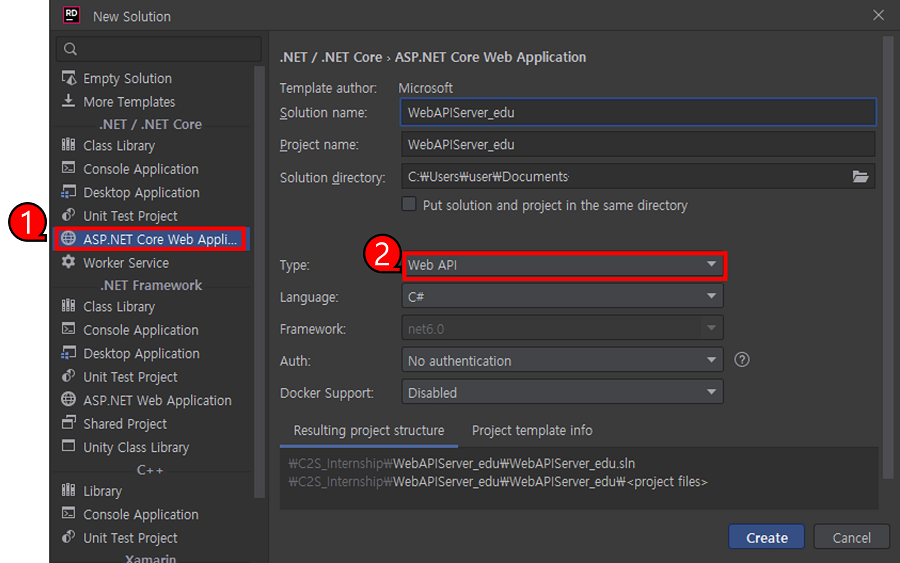 RD
New Solution
Empty Solution
More Templates
.NET / .NET Core
Class Library
Console Application
Desktop Application
Unit Test Project
1
ASP.NET Core Web Appli...
Worker Service
.NET Framework
Class Library
Console Application
Desktop Application
Unit Test Project
ASP.NET Web Application
Shared Project
Unity Class Library
C++
Library
Console Application
Unit Test Project
Xamarin
.NET / .NET Core › ASP.NET Core Web Application
Template author: Microsoft
Solution name: WebAPIServer_edu
Project name: WebAPIServer_edu
Solution directory: C:₩Users₩user₩Documents
Put solution and project in the same directory
2
Type: Web API
Language: C#
Framework: net6.0
Auth: No authentication ?
Docker Support: Disabled
Resulting project structure Project template info
₩C2S_Internship₩WebAPIServer_edu₩WebAPIServer_edu.sln
₩C2S_Internship₩WebAPIServer_edu₩WebAPIServer_edu₩<project files>
Create Cancel